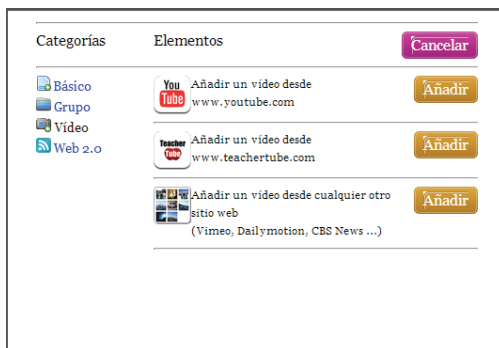 Categorías
Elementos
Cancelar
Básico
Grupo
Vídeo
Web 2.0
You Tube
Añadir un vídeo desde
www.youtube.com
Añadir
Teacher Tube
Añadir un vídeo desde
www.teachertube.com
Añadir
Añadir un vídeo desde cualquier otro
sitio web
(Vimeo, Dailymotion, CBS News ...)
Añadir